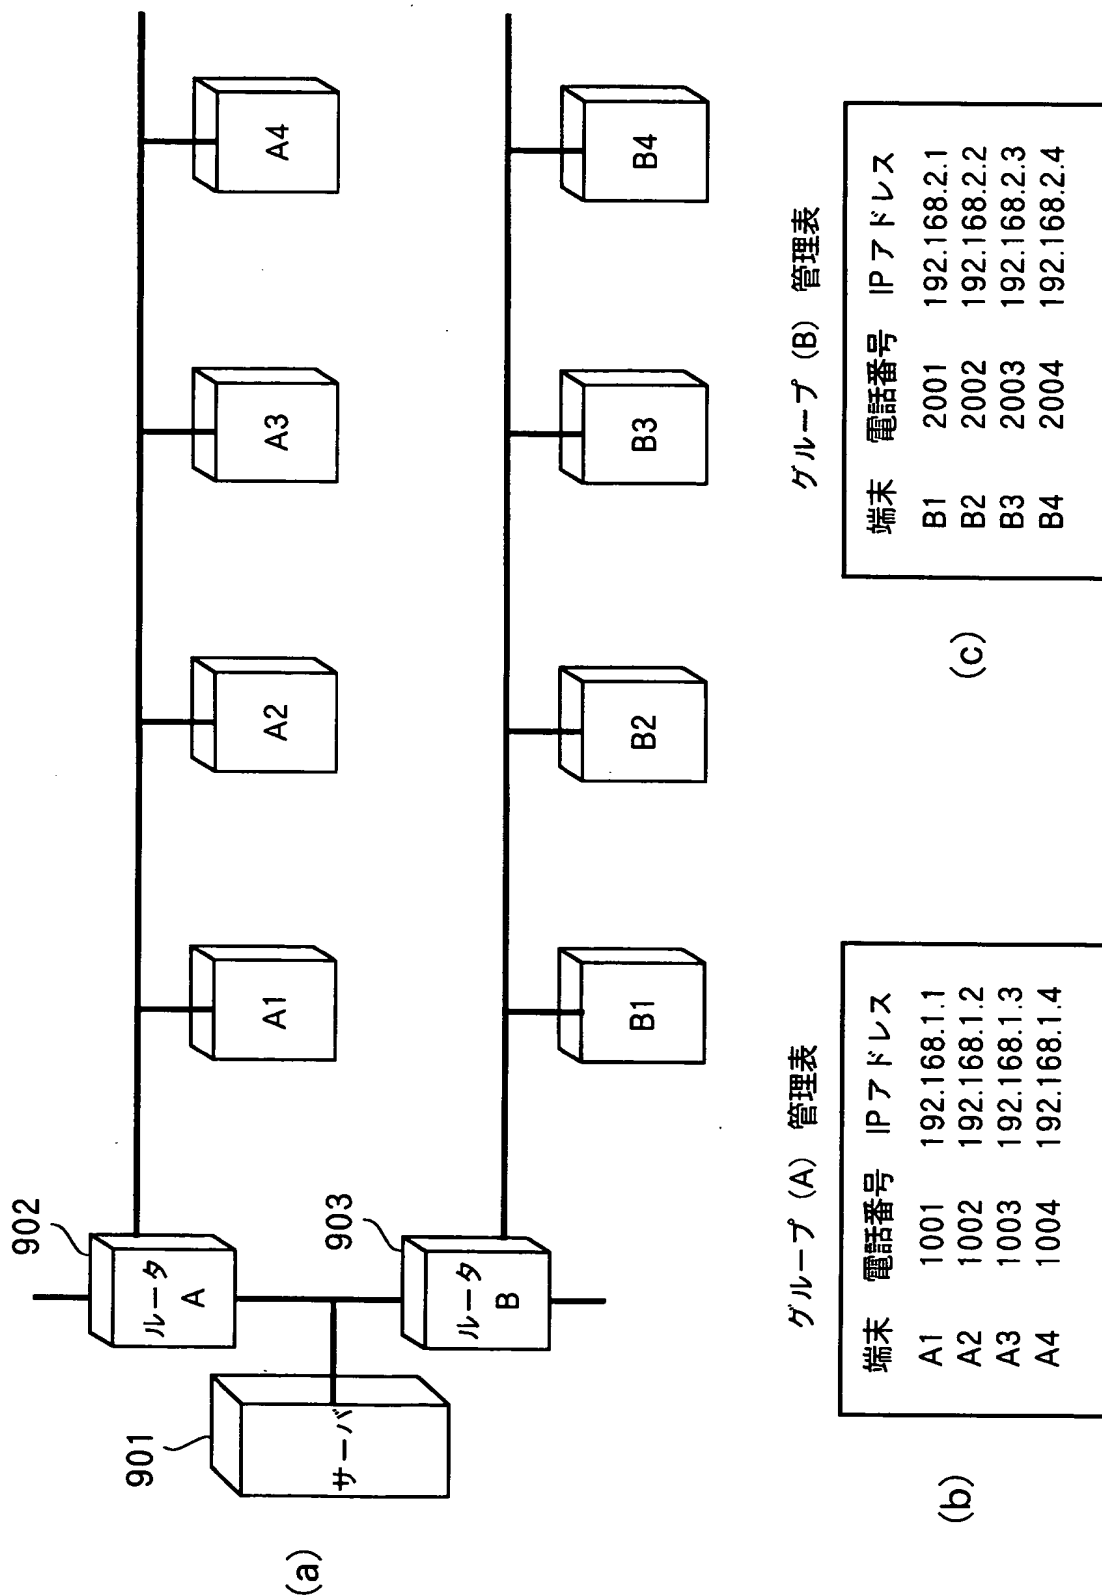 (a)
901
サーバ
902
ルータ
A
A1
A2
A3
A4
903
ルータ
B
B1
B2
B3
B4
(b)
グループ (A) 管理表
端末 電話番号 IPアドレス
A1 1001 192.168.1.1
A2 1002 192.168.1.2
A3 1003 192.168.1.3
A4 1004 192.168.1.4
(c)
グループ (B) 管理表
端末 電話番号 IPアドレス
B1 2001 192.168.2.1
B2 2002 192.168.2.2
B3 2003 192.168.2.3
B4 2004 192.168.2.4